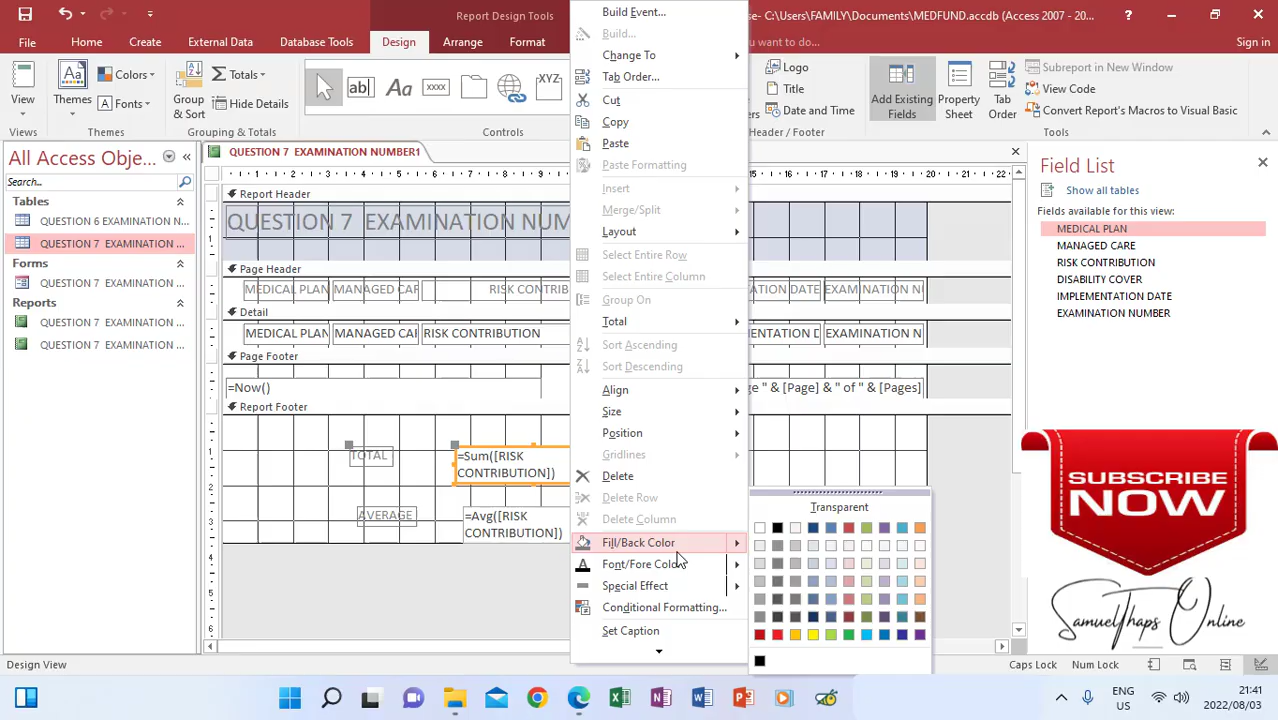 Report Design Tools
se- C:\USERS\FAMILY\Documents\MEDFUND.accdb (Access 2007 - 20...
File
Home
Create
External Data
Database Tools
Design
Arrange
Format
you want to do...
Sign in
View
Views
Themes
Colors
Fonts
Themes
Group & Sort
Totals
Hide Details
Grouping & Totals
ab|
Aa
xxxx
XYZ
Controls
Logo
Title
Date and Time
Header / Footer
Add Existing Fields
Property Sheet
Tab Order
Subreport in New Window
View Code
Convert Report's Macros to Visual Basic
Tools
All Access Obje...
Search...
Tables
QUESTION 6 EXAMINATION N...
QUESTION 7 EXAMINATION ...
Forms
QUESTION 7 EXAMINATION ...
Reports
QUESTION 7 EXAMINATION ...
QUESTION 7 EXAMINATION ...
QUESTION 7 EXAMINATION NUMBER1
Report Header
QUESTION 7 EXAMINATION NUM
Page Header
MEDICAL PLAN
MANAGED CAR
RISK CONTRIB
ATION DATE
EXAMINATION NU
Detail
MEDICAL PLAN
MANAGED CAR
RISK CONTRIBUTION
ENTATION D
EXAMINATION N
Page Footer
=Now()
ge " & [Page] & " of " & [Pages]
Report Footer
TOTAL
=Sum([RISK
CONTRIBUTION])
AVERAGE
=Avg([RISK
CONTRIBUTION])
Build Event...
Build...
Change To
Tab Order...
Cut
Copy
Paste
Paste Formatting
Insert
Merge/Split
Layout
Select Entire Row
Select Entire Column
Group On
Total
Sort Ascending
Sort Descending
Align
Size
Position
Gridlines
Delete
Delete Row
Delete Column
Fill/Back Color
Font/Fore Color
Special Effect
Conditional Formatting...
Set Caption
Transparent
Field List
Show all tables
Fields available for this view:
MEDICAL PLAN
MANAGED CARE
RISK CONTRIBUTION
DISABILITY COVER
IMPLEMENTATION DATE
EXAMINATION NUMBER
SUBSCRIBE
NOW
SamuelThaps Online
Design View
Caps Lock
Num Lock
ENG
US
21:41
2022/08/03